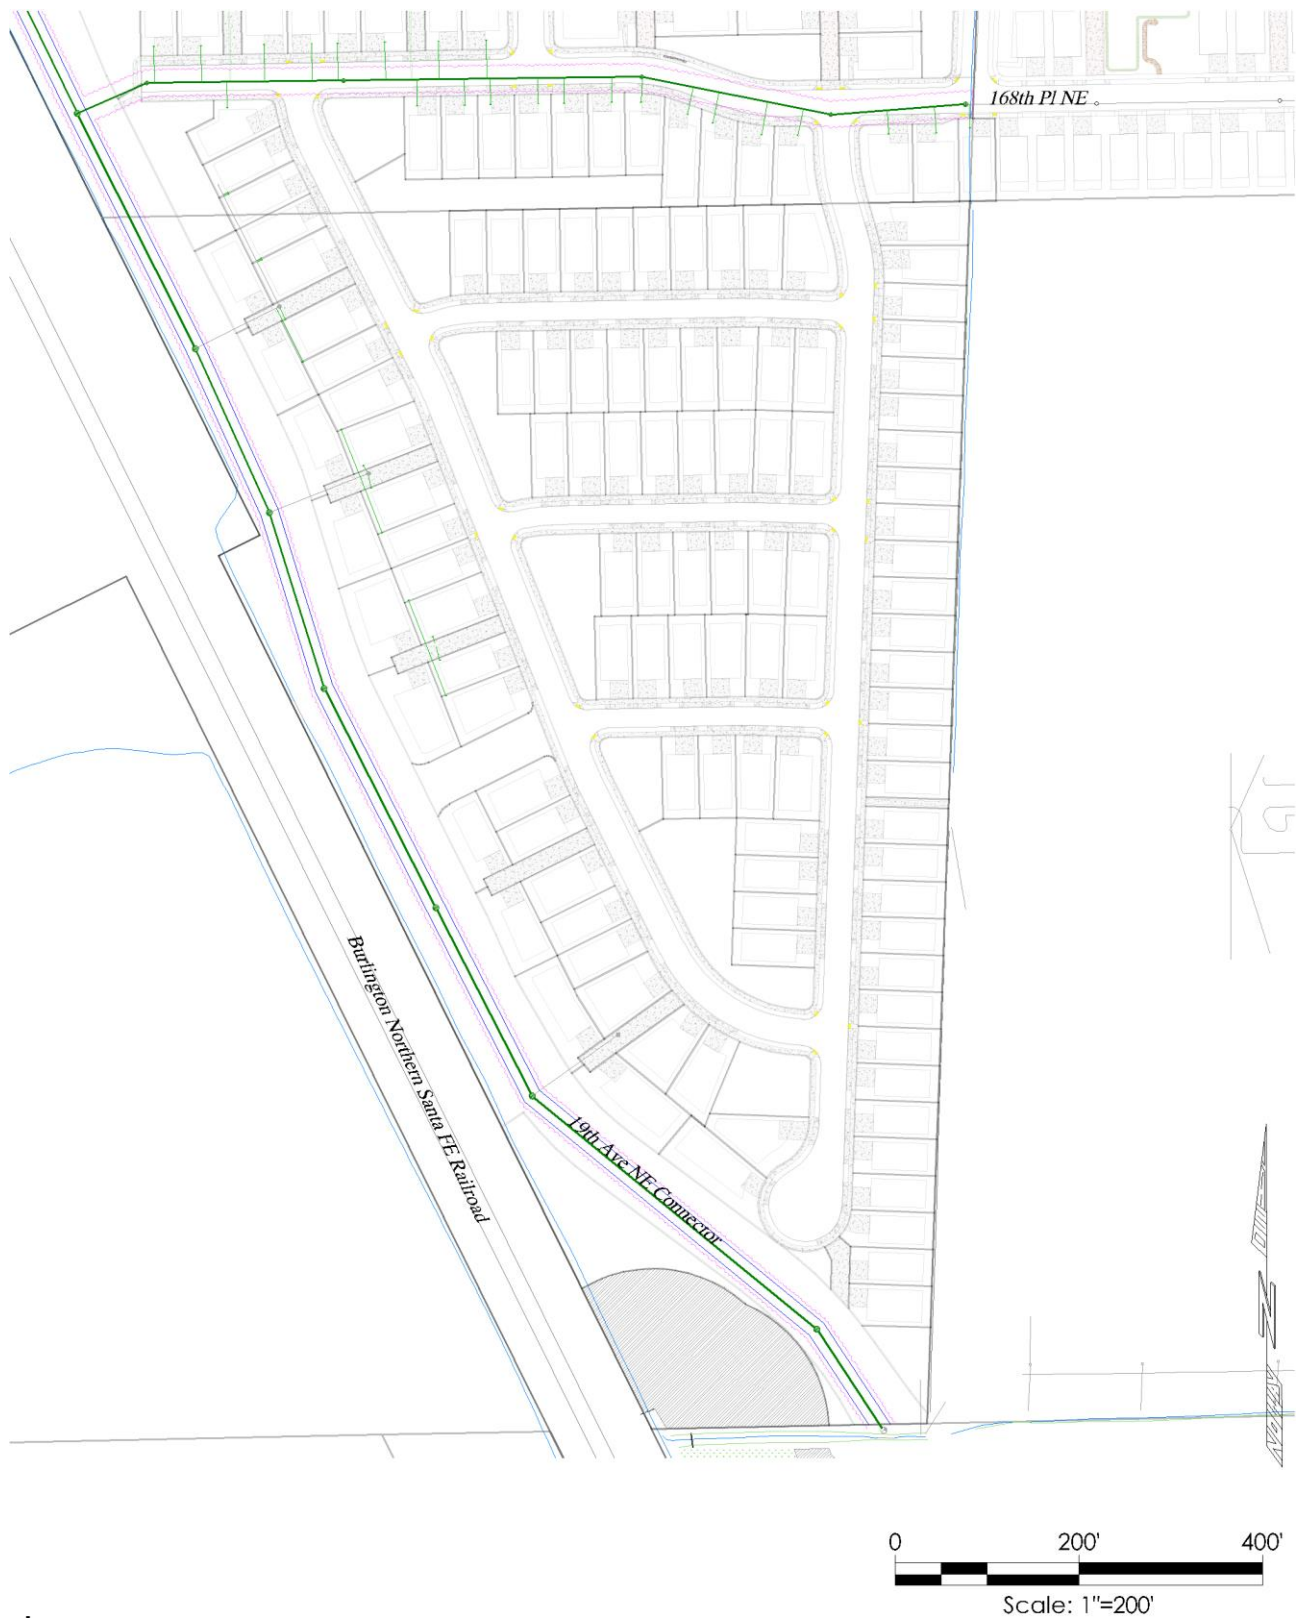 168th Pl NE
Burlington Northern Santa FE Railroad
19th Ave NE Connector
N
0 200' 400'
Scale: 1"=200'